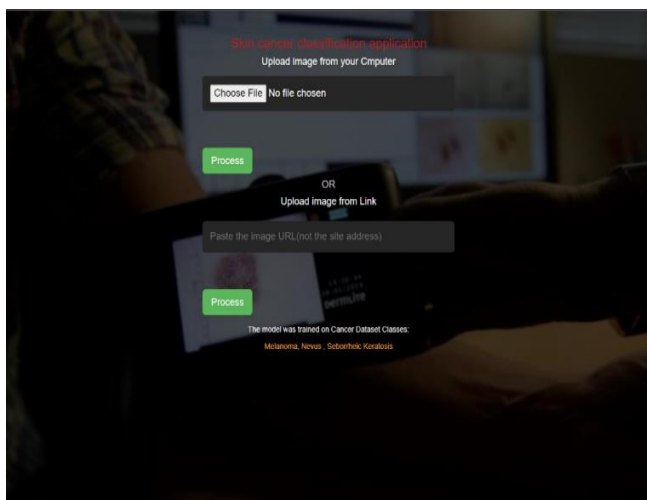 Skin cancer classification application
Upload image from your Cmputer
Choose File No file chosen
Process
OR
Upload image from Link
Paste the image URL(not the site address)
Process
The model was trained on Cancer Dataset Classes:
Melanoma, Nevus , Seborrheic Keratosis